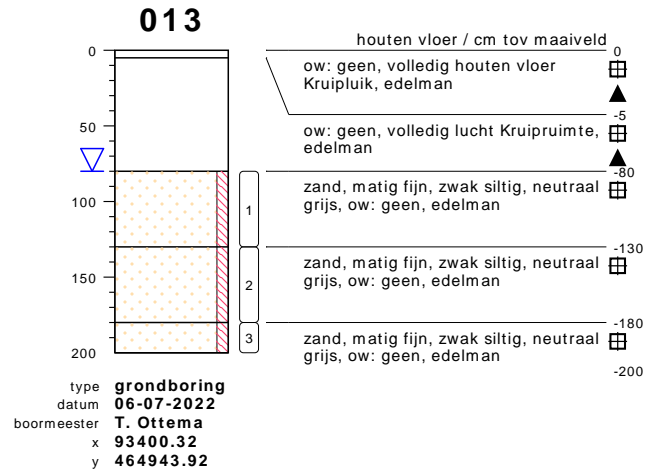 013
houten vloer / cm tov maaiveld
0
0
ow: geen, volledig houten vloer
Kruipluik, edelman
-5
50
ow: geen, volledig lucht Kruipruimte,
edelman
-80
100
1
zand, matig fijn, zwak siltig, neutraal
grijs, ow: geen, edelman
-130
150
2
zand, matig fijn, zwak siltig, neutraal
grijs, ow: geen, edelman
-180
200
3
zand, matig fijn, zwak siltig, neutraal
grijs, ow: geen, edelman
-200
type grondboring
datum 06-07-2022
boormeester T. Ottema
x 93400.32
y 464943.92